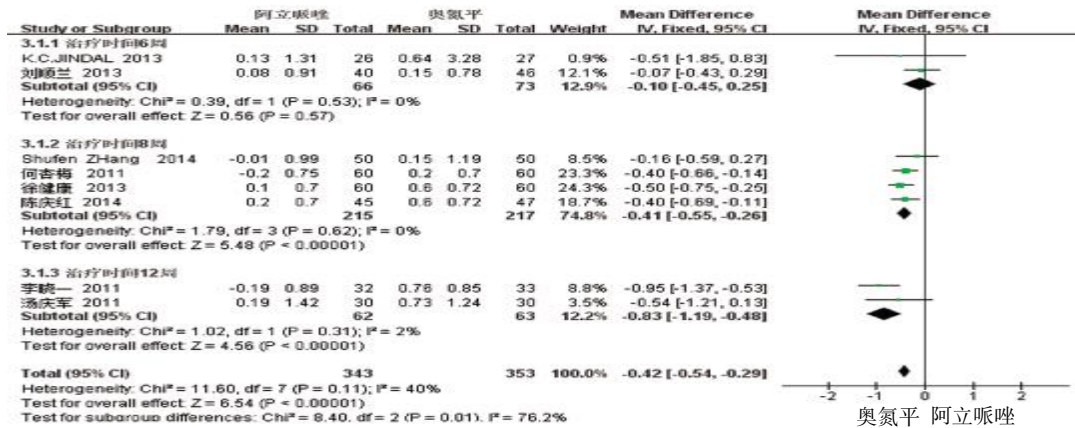 阿立哌唑 奥氮平 Mean Difference Mean Difference
Study or Subgroup Mean SD Total Mean SD Total Weight IV, Fixed, 95% CI IV, Fixed, 95% CI
3.1.1 治疗时间6周
K.C.JINDAL 2013 0.13 1.31 26 0.64 3.28 27 0.9% -0.51 [-1.85, 0.83]
刘顺兰 2013 0.08 0.91 40 0.15 0.78 46 12.1% -0.07 [-0.43, 0.29]
Subtotal (95% CI) 66 73 12.9% -0.10 [-0.45, 0.25]
Heterogeneity: Chi² = 0.39, df = 1 (P = 0.53); I² = 0%
Test for overall effect: Z = 0.56 (P = 0.57)
3.1.2 治疗时间8周
Shufen ZHang 2014 -0.01 0.99 50 0.15 1.19 50 8.5% -0.16 [-0.59, 0.27]
何杏梅 2011 -0.2 0.75 60 0.2 0.7 60 23.3% -0.40 [-0.66, -0.14]
徐健康 2013 0.1 0.7 60 0.6 0.72 60 24.3% -0.50 [-0.75, -0.25]
陈庆红 2014 0.2 0.7 45 0.6 0.72 47 18.7% -0.40 [-0.69, -0.11]
Subtotal (95% CI) 215 217 74.8% -0.41 [-0.55, -0.26]
Heterogeneity: Chi² = 1.79, df = 3 (P = 0.62); I² = 0%
Test for overall effect: Z = 5.48 (P < 0.00001)
3.1.3 治疗时间12周
李晓一 2011 -0.19 0.89 32 0.76 0.85 33 8.8% -0.95 [-1.37, -0.53]
汤庆军 2011 0.19 1.42 30 0.73 1.24 30 3.5% -0.54 [-1.21, 0.13]
Subtotal (95% CI) 62 63 12.2% -0.83 [-1.19, -0.48]
Heterogeneity: Chi² = 1.02, df = 1 (P = 0.31); I² = 2%
Test for overall effect: Z = 4.56 (P < 0.00001)
Total (95% CI) 343 353 100.0% -0.42 [-0.54, -0.29]
Heterogeneity: Chi² = 11.60, df = 7 (P = 0.11); I² = 40%
Test for overall effect: Z = 6.54 (P < 0.00001)
Test for subgroup differences: Chi² = 8.40, df = 2 (P = 0.01), I² = 76.2%
-2 -1 0 1 2
奥氮平 阿立哌唑